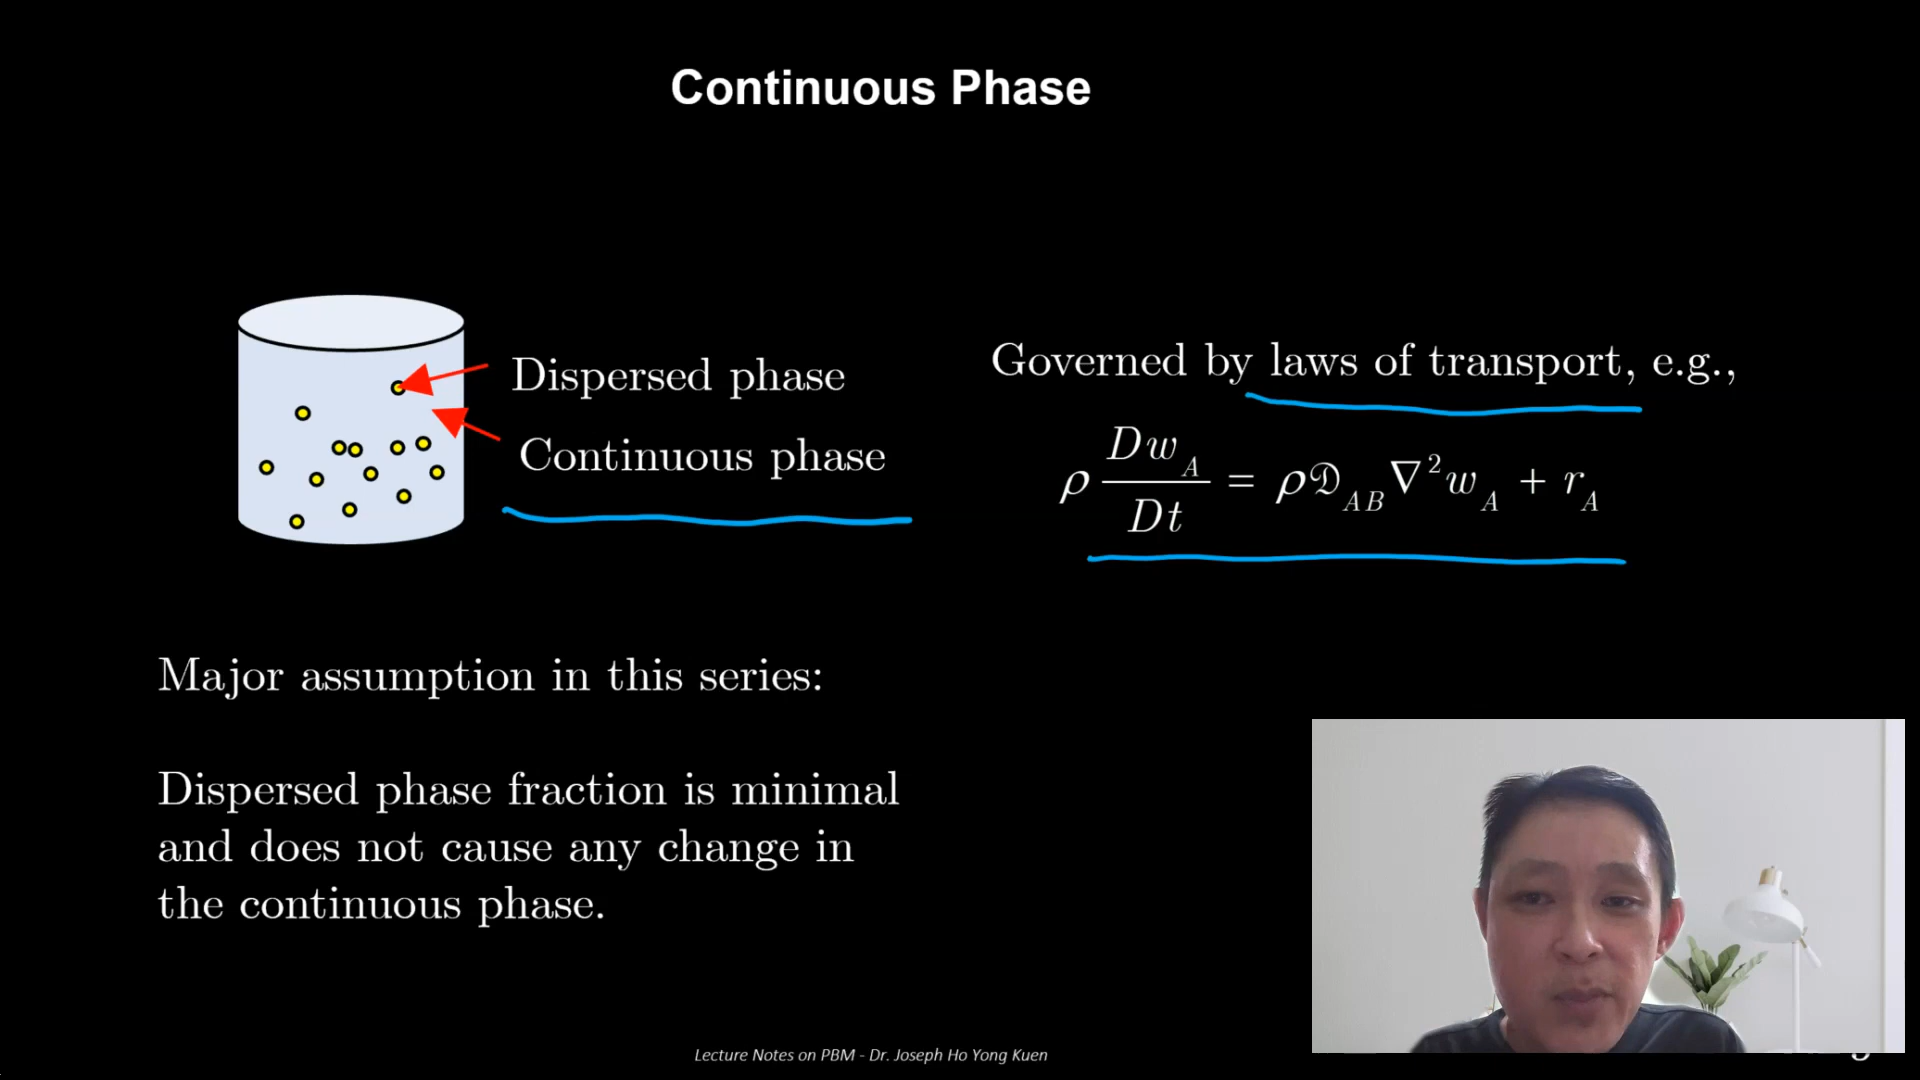 Continuous Phase
Dispersed phase
Continuous phase
Governed by laws of transport, e.g.,
ρ Dw_A/Dt = ρ𝔇_AB ∇²w_A + r_A
Major assumption in this series:
Dispersed phase fraction is minimal
and does not cause any change in
the continuous phase.
Lecture Notes on PBM - Dr. Joseph Ho Yong Kuen